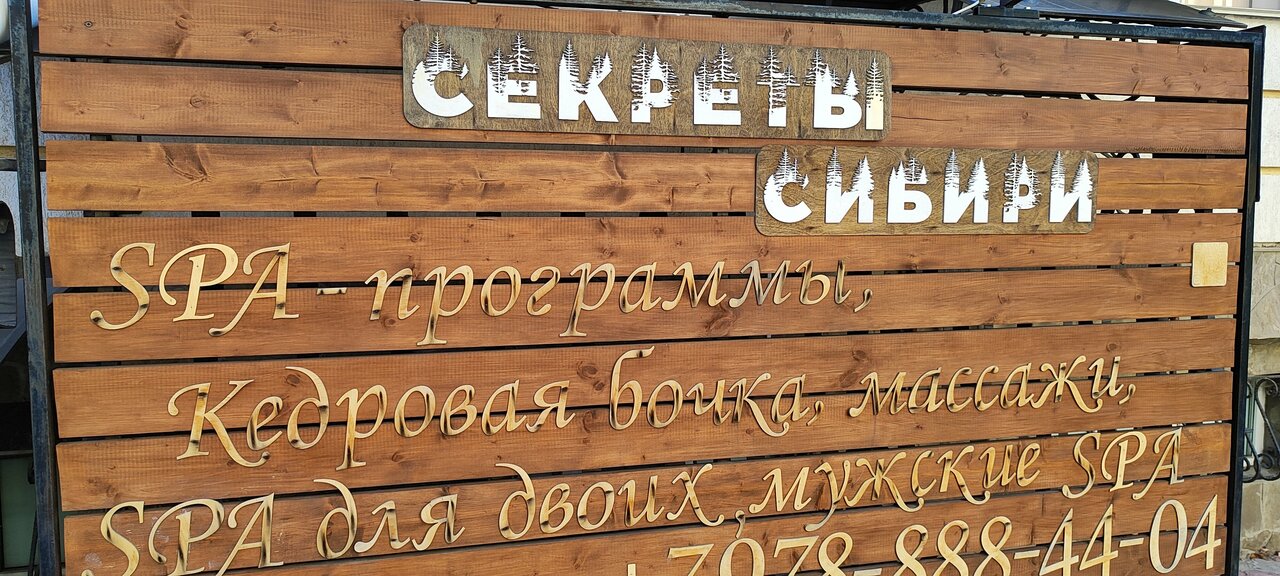 СЕКРЕТЫ
СИБИРИ
SPA - программы,
Кедровая бочка, массажи,
SPA для двоих, мужские SPA
+7978-888-44-04